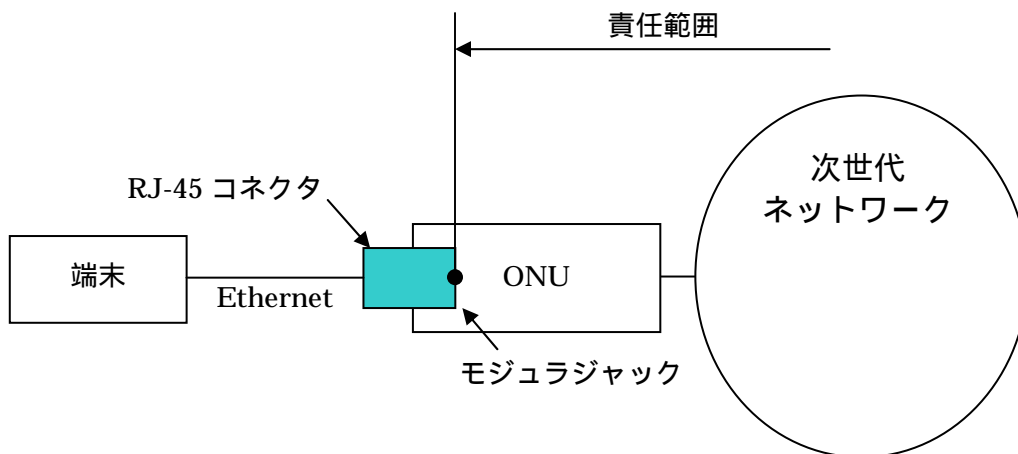 責任範囲
次世代
ネットワーク
RJ-45 コネクタ
端末
Ethernet
ONU
モジュラジャック